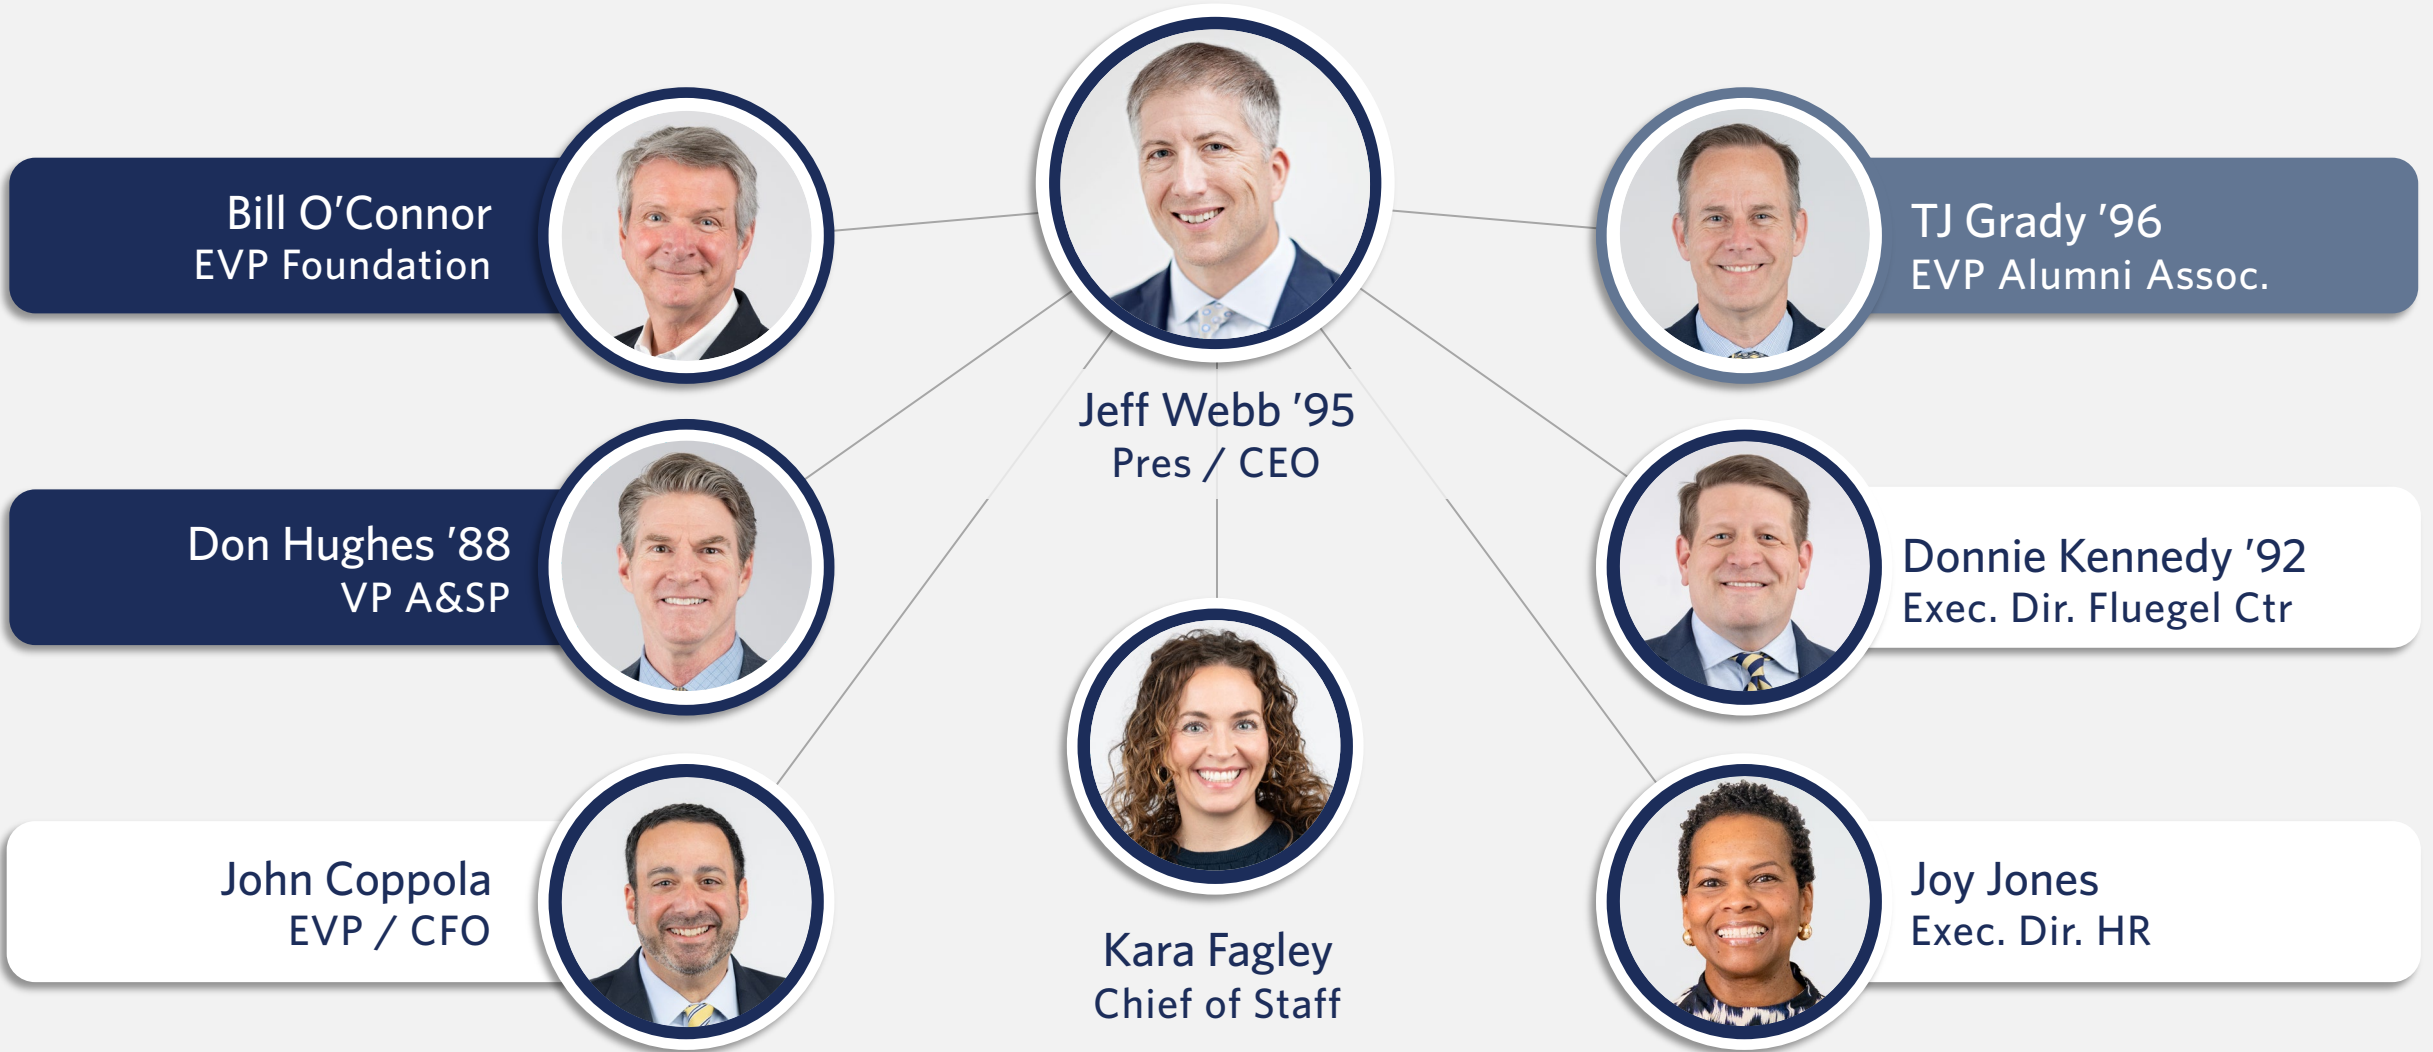 Jeff Webb ’95
Pres / CEO
Bill O’Connor
EVP Foundation
TJ Grady ’96
EVP Alumni Assoc.
Don Hughes ’88
VP A&SP
Donnie Kennedy ’92
Exec. Dir. Fluegel Ctr
John Coppola
EVP / CFO
Kara Fagley
Chief of Staff
Joy Jones
Exec. Dir. HR